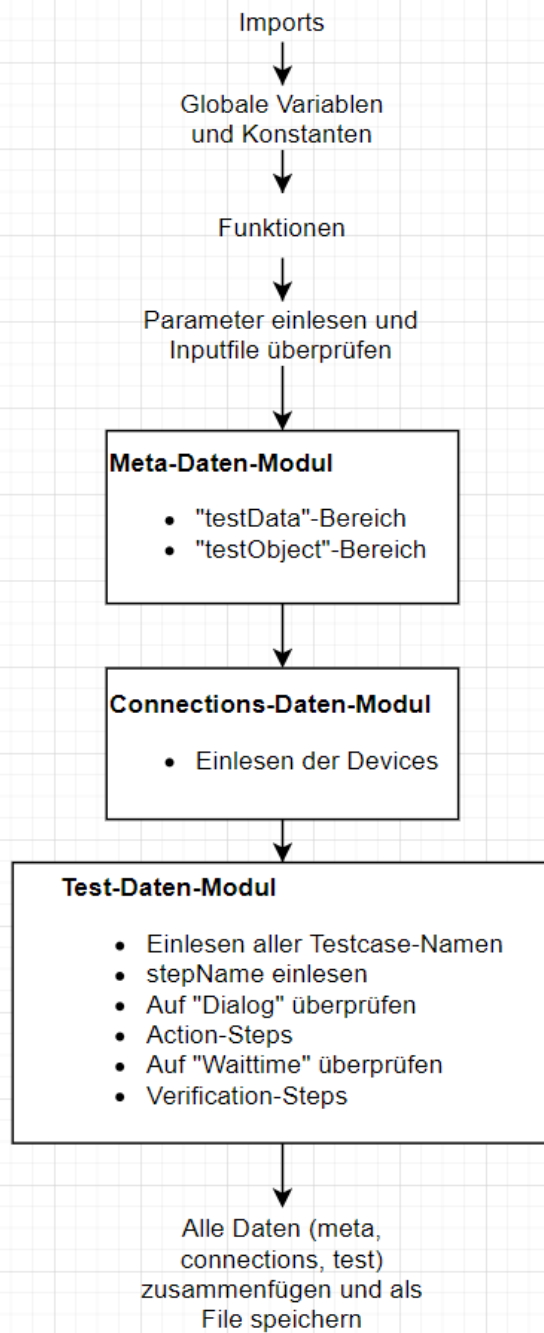 Imports
Globale Variablen
und Konstanten
Funktionen
Parameter einlesen und
Inputfile überprüfen
Meta-Daten-Modul
• "testData"-Bereich
• "testObject"-Bereich
Connections-Daten-Modul
• Einlesen der Devices
Test-Daten-Modul
• Einlesen aller Testcase-Namen
• stepName einlesen
• Auf "Dialog" überprüfen
• Action-Steps
• Auf "Waittime" überprüfen
• Verification-Steps
Alle Daten (meta,
connections, test)
zusammenfügen und als
File speichern